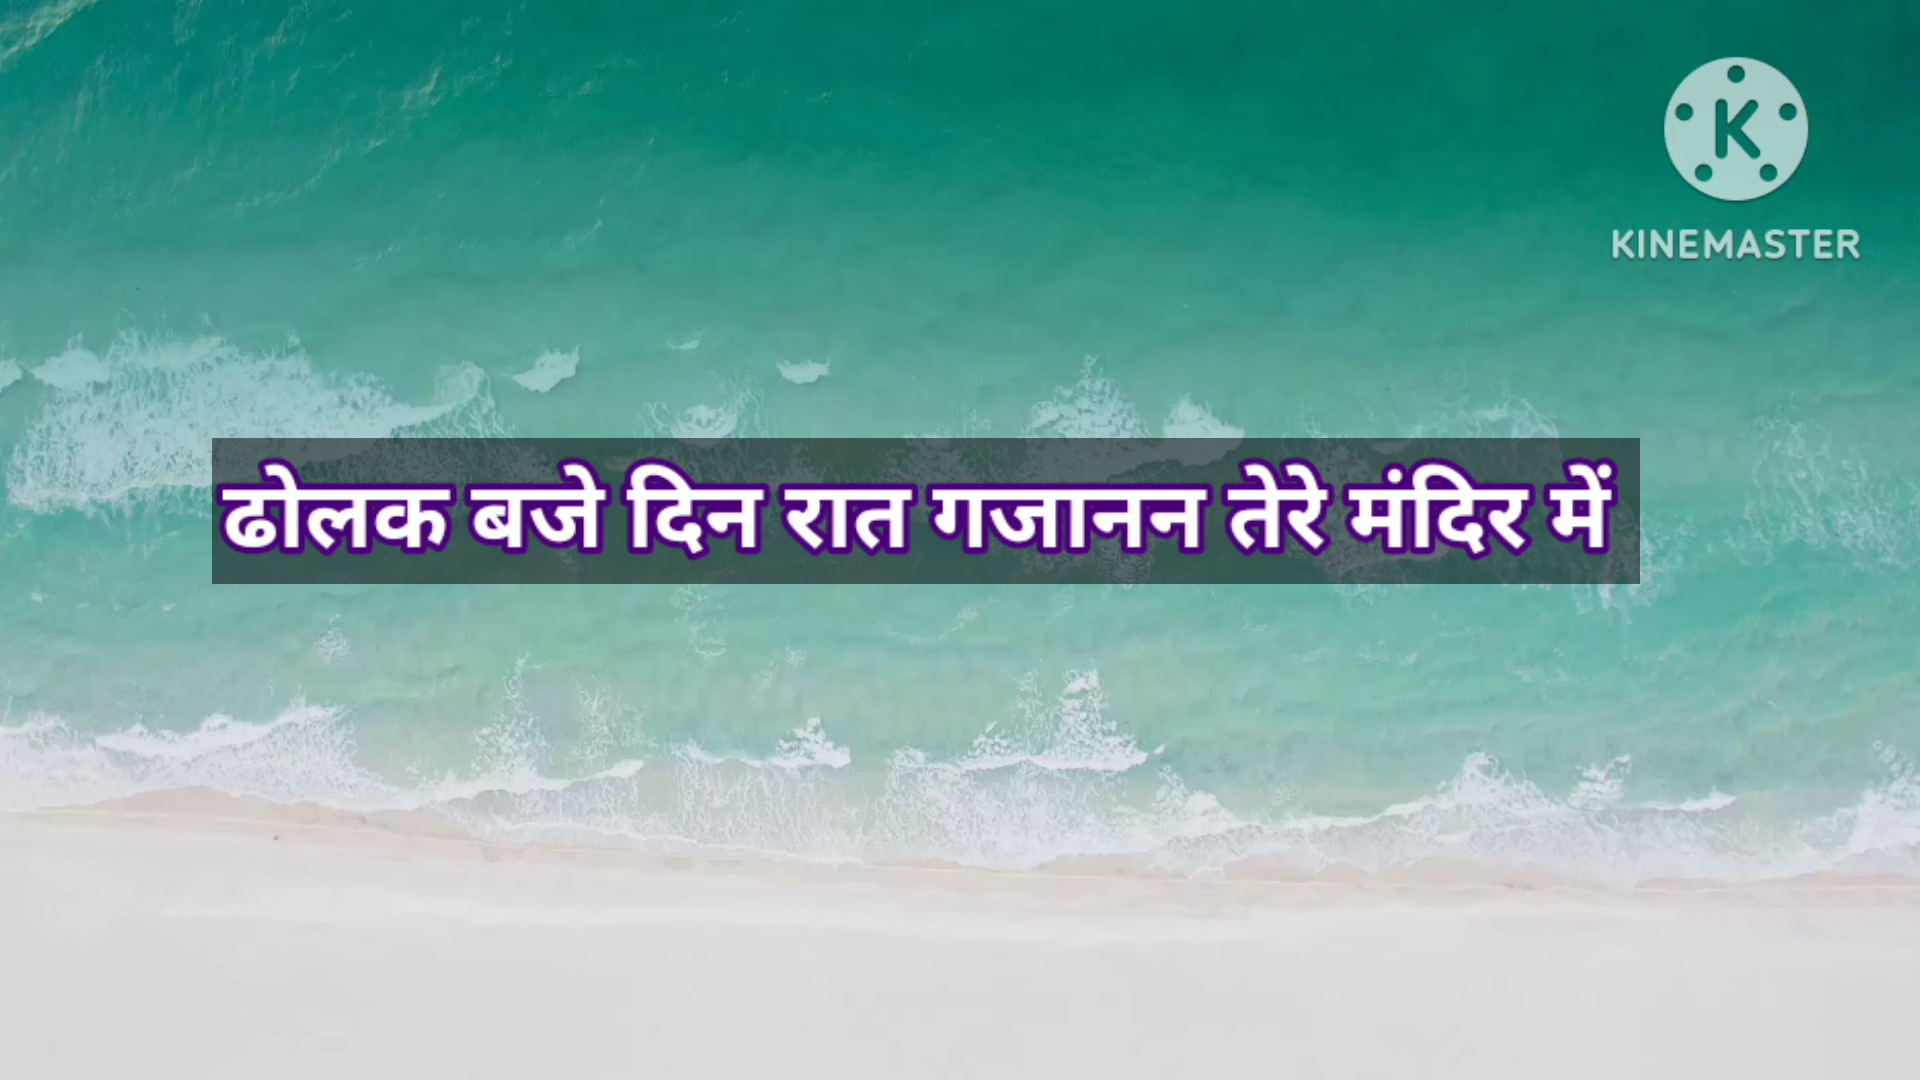 K
KINEMASTER
ढोलक बजे दिन रात गजानन तेरे मंदिर में